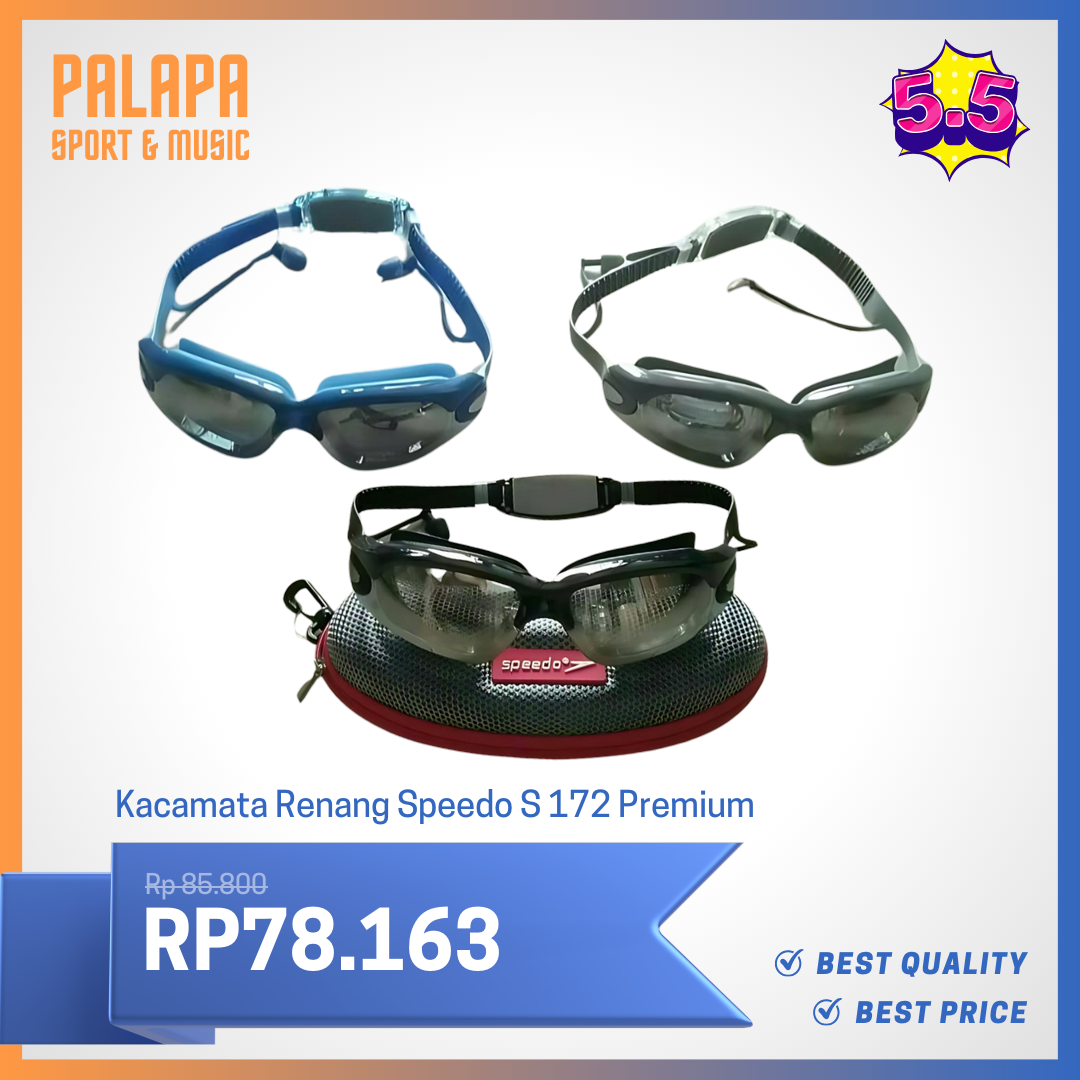 PALAPA
SPORT & MUSIC
5.5
speedo
Kacamata Renang Speedo S 172 Premium
Rp 85.800
RP78.163
BEST QUALITY
BEST PRICE